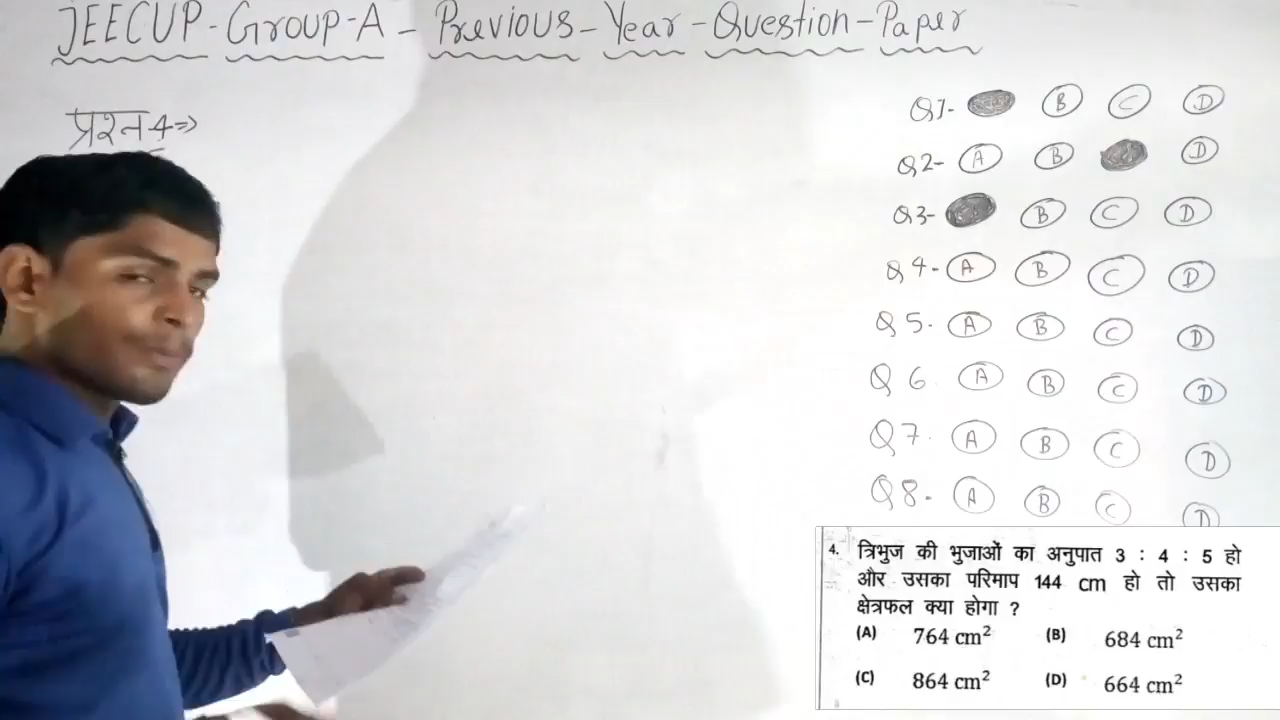 JEECUP-Group-A - Previous-Year-Question-Paper
प्रश्न 4⇒
Q1- B C D
Q2- A B D
Q3- B C D
Q4- A B C D
Q5. A B C D
Q6 A B C D
Q7. A B C D
Q8. A B C D
4. त्रिभुज की भुजाओं का अनुपात 3 : 4 : 5 हो
और उसका परिमाप 144 cm हो तो उसका
क्षेत्रफल क्या होगा ?
(A) 764 cm² (B) 684 cm²
(C) 864 cm² (D) 664 cm²